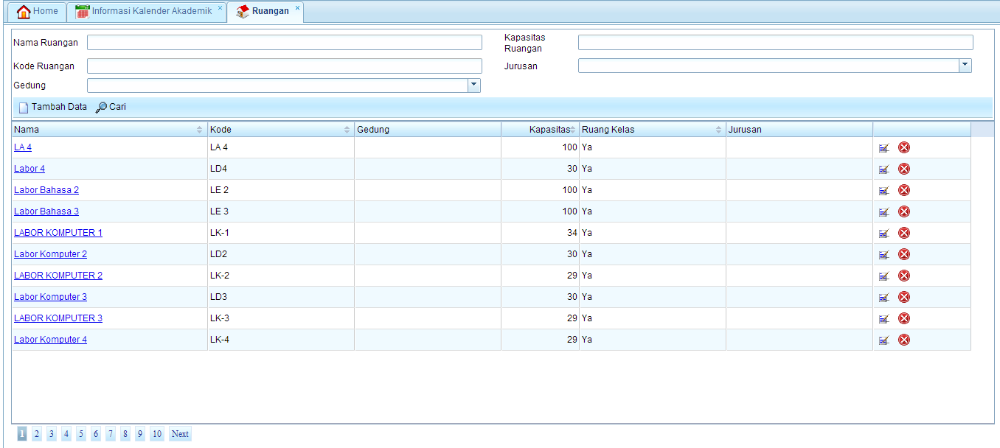 Home Informasi Kalender Akademik × Ruangan ×
Nama Ruangan Kapasitas
Ruangan
Kode Ruangan Jurusan
Gedung
Tambah Data Cari
Nama Kode Gedung Kapasitas Ruang Kelas Jurusan
LA 4 LA 4 100 Ya
Labor 4 LD4 30 Ya
Labor Bahasa 2 LE 2 100 Ya
Labor Bahasa 3 LE 3 100 Ya
LABOR KOMPUTER 1 LK-1 34 Ya
Labor Komputer 2 LD2 30 Ya
LABOR KOMPUTER 2 LK-2 29 Ya
Labor Komputer 3 LD3 30 Ya
LABOR KOMPUTER 3 LK-3 29 Ya
Labor Komputer 4 LK-4 29 Ya
1 2 3 4 5 6 7 8 9 10 Next